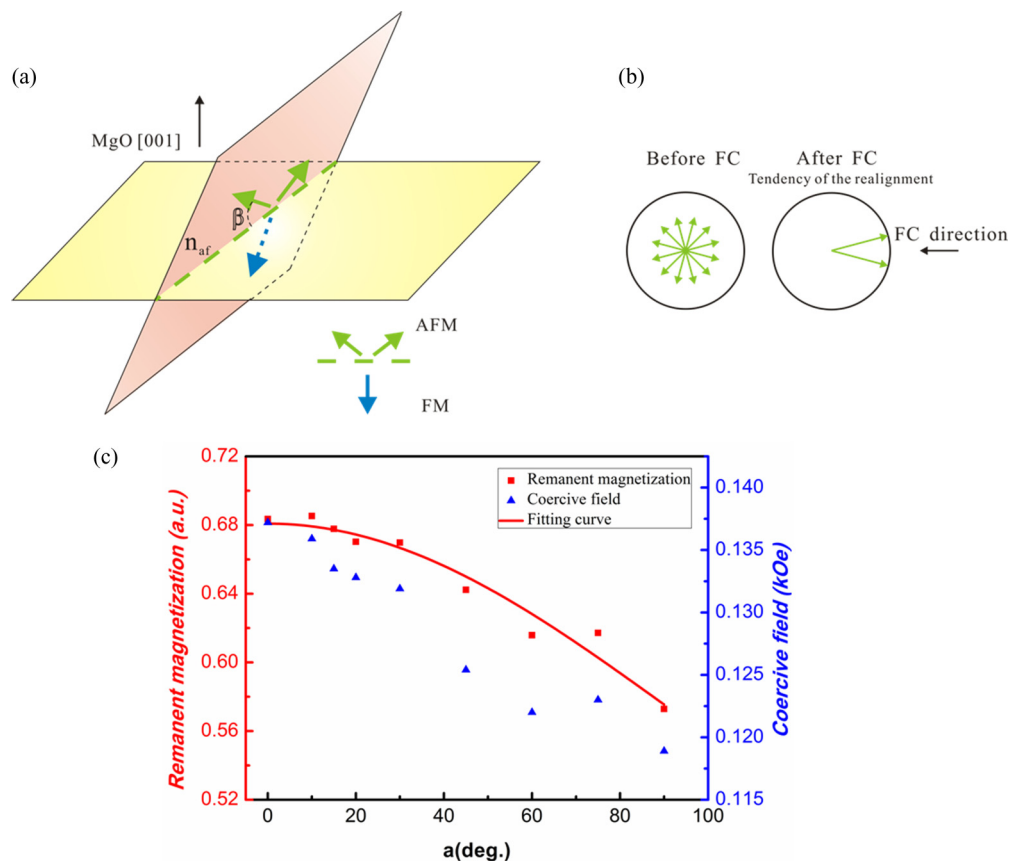 (a)
MgO [001]
β
n_af
AFM
FM
(b)
Before FC
After FC
Tendency of the realignment
FC direction
(c)
Remanent magnetization (a.u.)
0.72
0.68
0.64
0.60
0.56
0.52
Remanent magnetization
Coercive field
Fitting curve
0.140
0.135
0.130
0.125
0.120
0.115
Coercive field (kOe)
0 20 40 60 80 100
a(deg.)